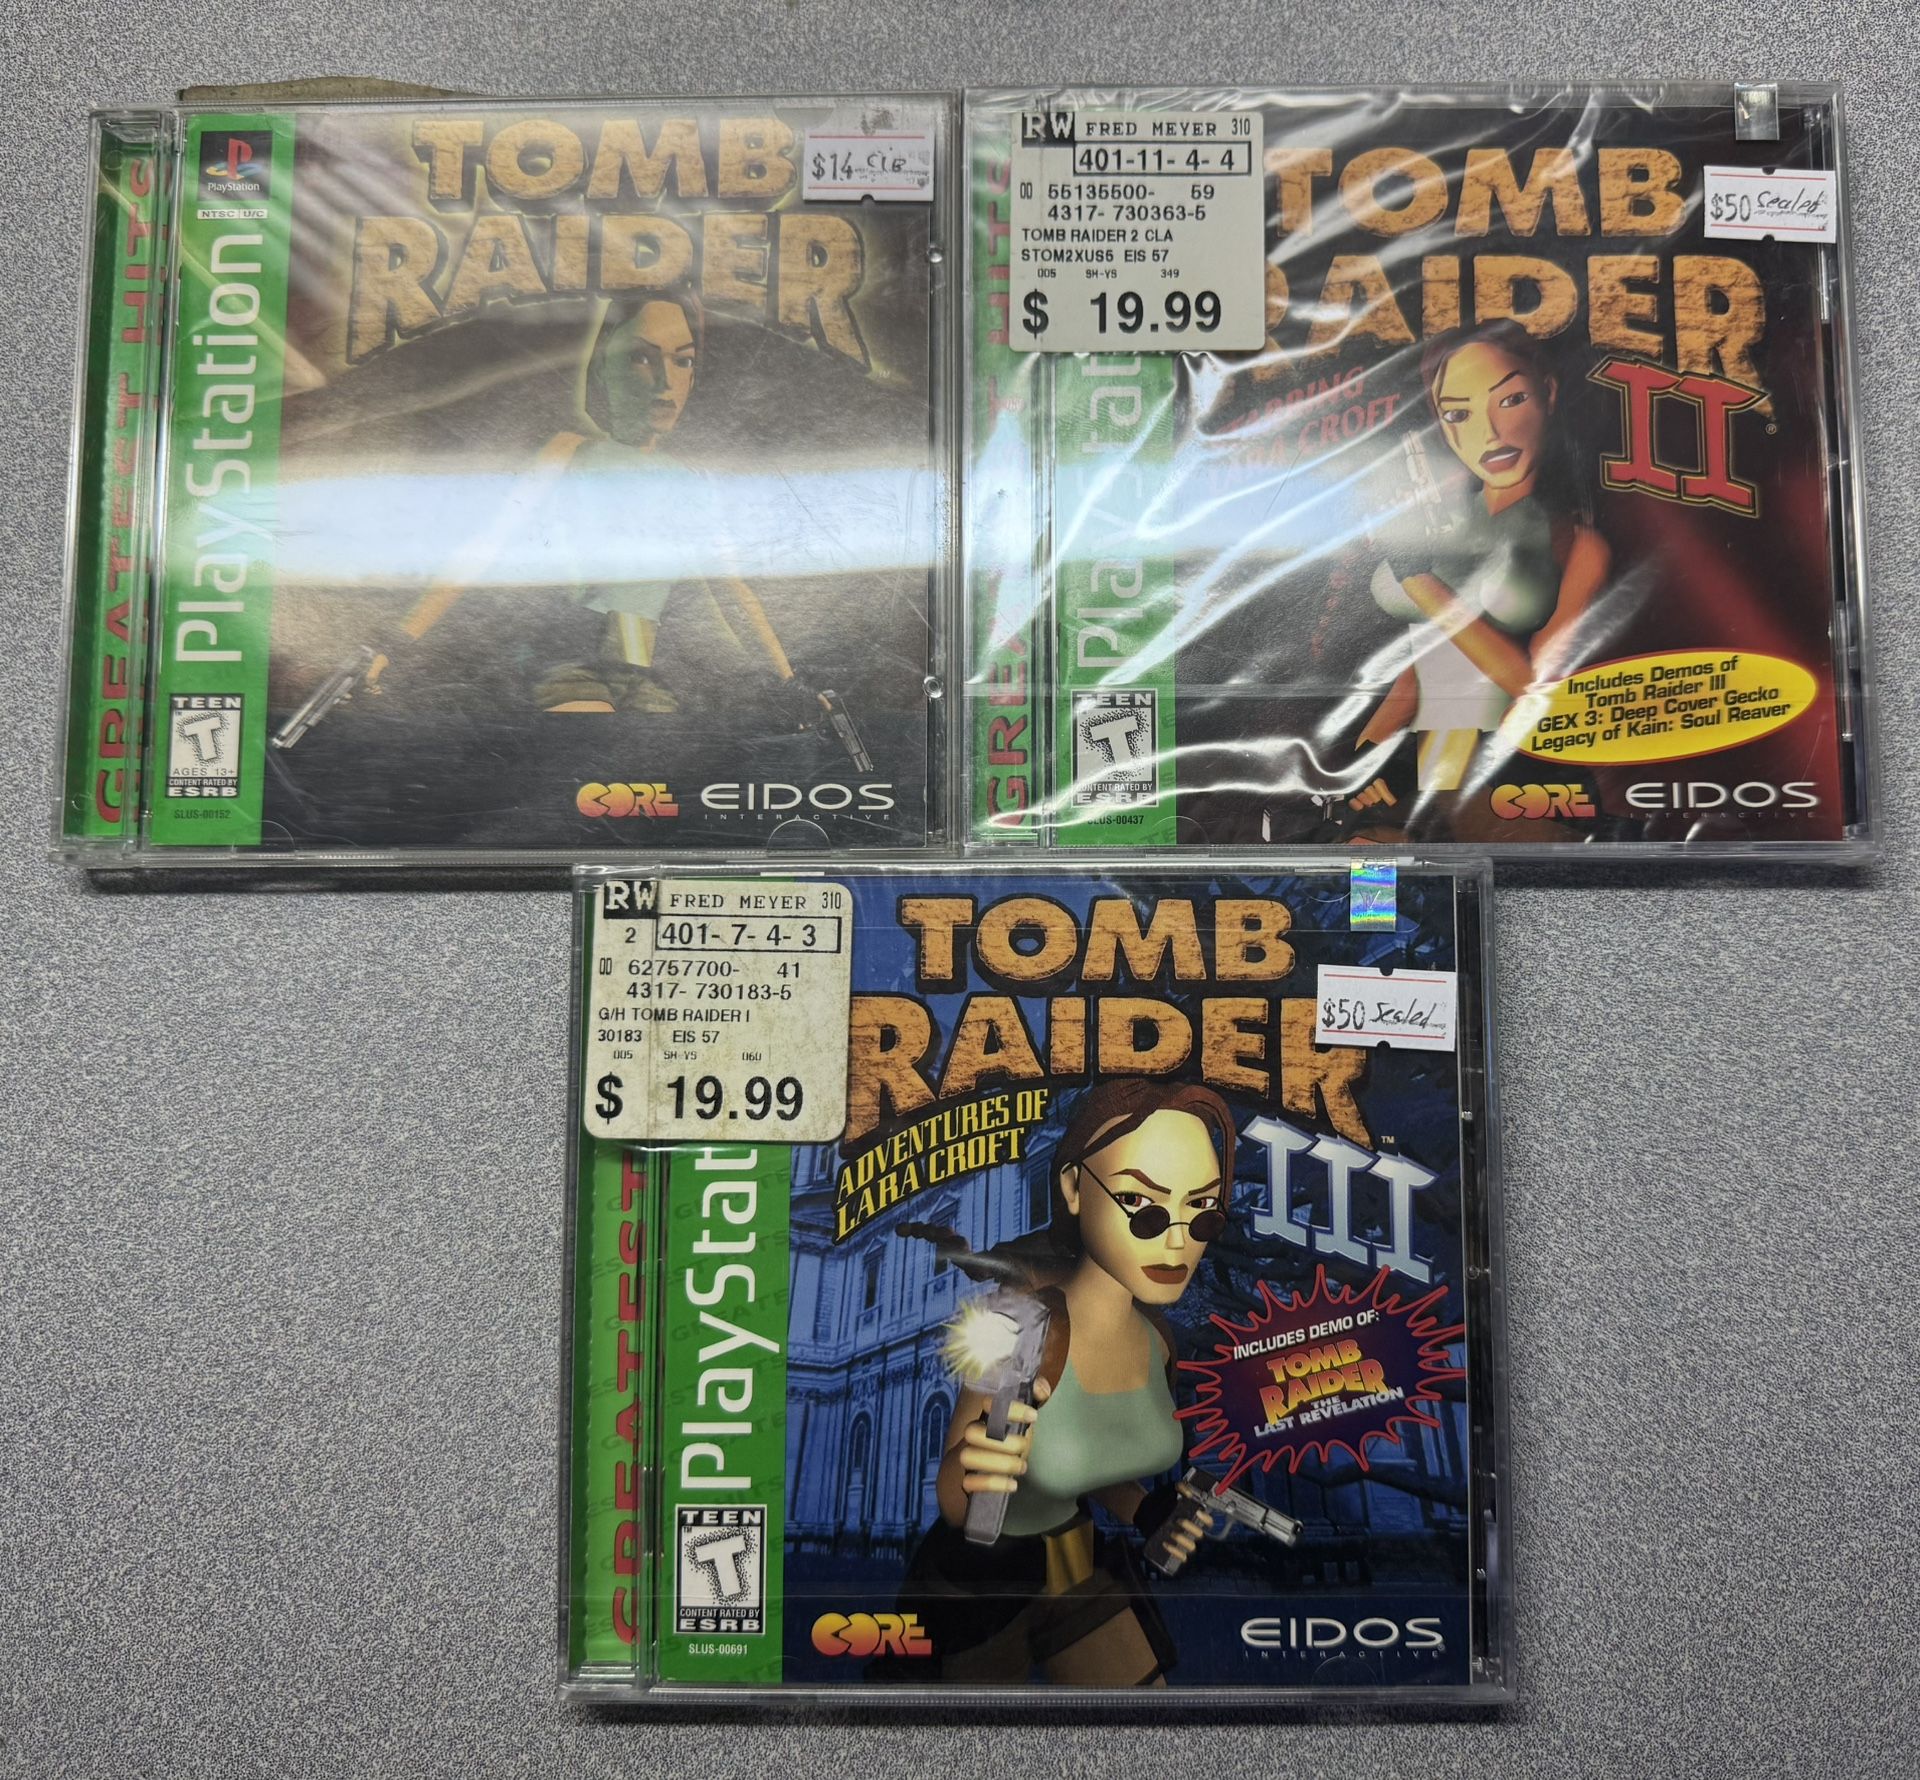 GREATEST HITS
PlayStation
NTSC U/C
PlayStation
TEEN
T
AGES 13+
CONTENT RATED BY
ESRB
SLUS-00152
TOMB
RAIDER
$14 CIB
CORE
EIDOS
INTERACTIVE
RW FRED MEYER 310
401-11- 4- 4
00 55135500- 59
4317- 730363-5
TOMB RAIDER 2 CLA
STOM2XUS5 EIS 57
005 SH-YS 349
$ 19.99
TOMB
RAIDER
II
®
$50 Sealed
STARRING
LARA CROFT
PlayStat
TEEN
T
CONTENT RATED BY
ESRB
SLUS-00437
Includes Demos of
Tomb Raider III
GEX 3: Deep Cover Gecko
Legacy of Kain: Soul Reaver
CORE
EIDOS
INTERACTIVE
RW FRED MEYER 310
2 401- 7- 4- 3
00 62757700- 41
4317- 730183-5
G/H TOMB RAIDER I
30183 EIS 57
005 SH-YS 060
$ 19.99
TOMB
RAIDER
III
™
$50 Sealed
ADVENTURES OF
LARA CROFT
GREATEST
PlayStat
INCLUDES DEMO OF:
TOMB
RAIDER
THE
LAST REVELATION
TEEN
T
CONTENT RATED BY
ESRB
SLUS-00691
CORE
EIDOS
INTERACTIVE